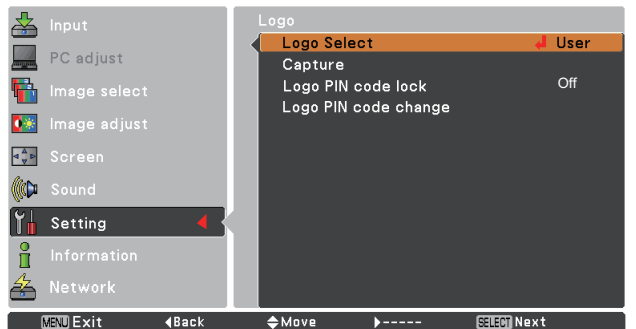 Input
PC adjust
Image select
Image adjust
Screen
Sound
Setting
Information
Network
Logo
Logo Select User
Capture
Logo PIN code lock Off
Logo PIN code change
MENU Exit Back Move ----- SELECT Next